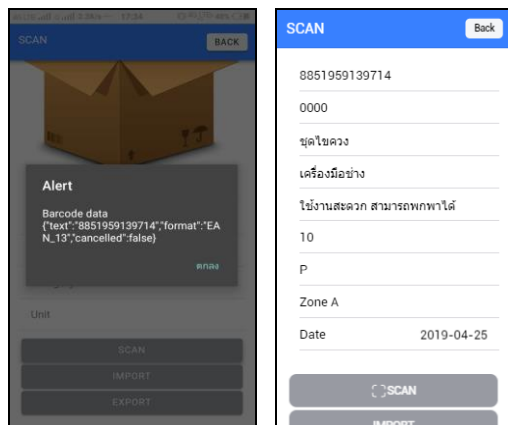 17:34
SCAN
BACK
Alert
Barcode data
{"text":"8851959139714","format":"EA
N_13","cancelled":false}
ตกลง
Unit
SCAN
IMPORT
EXPORT
SCAN
Back
8851959139714
0000
ชุดไขควง
เครื่องมือช่าง
ใช้งานสะดวก สามารถพกพาได้
10
P
Zone A
Date 2019-04-25
SCAN
IMPORT